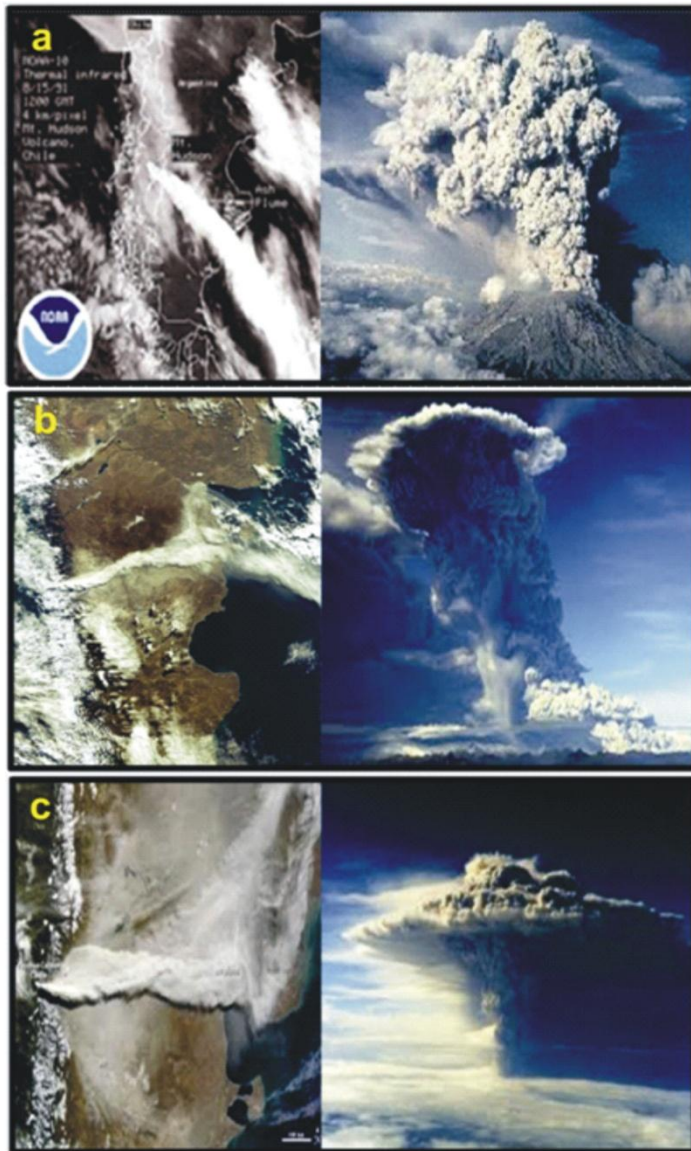 a
Chile
NOAA-10
Thermal infrared
8/15/91
1200 GMT
4 km/pixel
Mt. Hudson
Volcano,
Chile
Argentina
Mt.
Hudson
Ash
Plume
NOAA
b
c